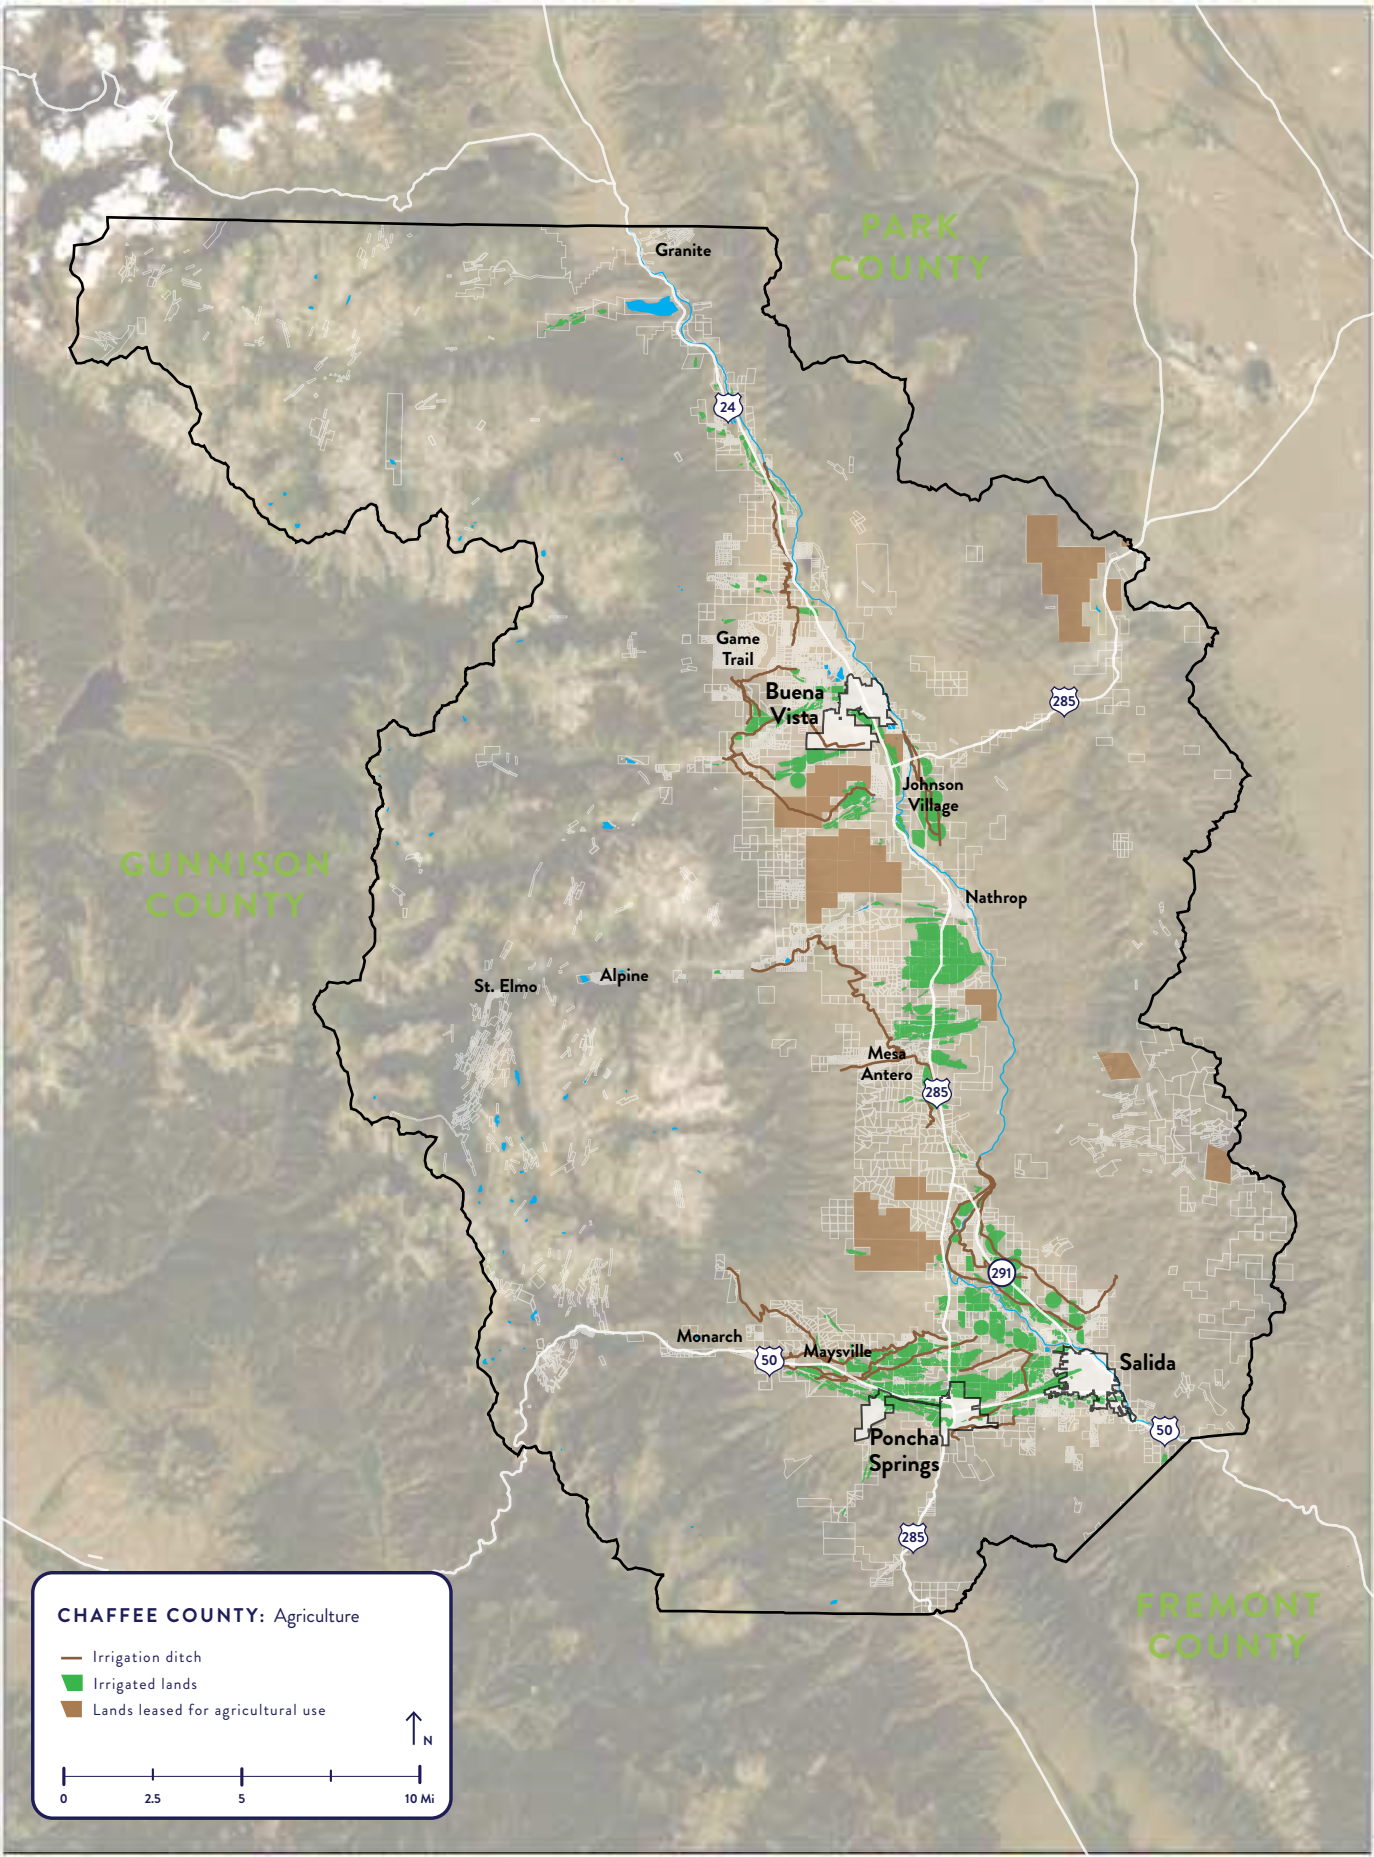 PARK
COUNTY
Granite
24
Game
Trail
Buena
Vista
285
Johnson
Village
GUNNISON
COUNTY
Nathrop
Alpine
St. Elmo
Mesa
Antero
285
291
Monarch
50
Maysville
Salida
50
Poncha
Springs
285
FREMONT
COUNTY
CHAFFEE COUNTY: Agriculture
Irrigation ditch
Irrigated lands
Lands leased for agricultural use
N
0 2.5 5 10 Mi